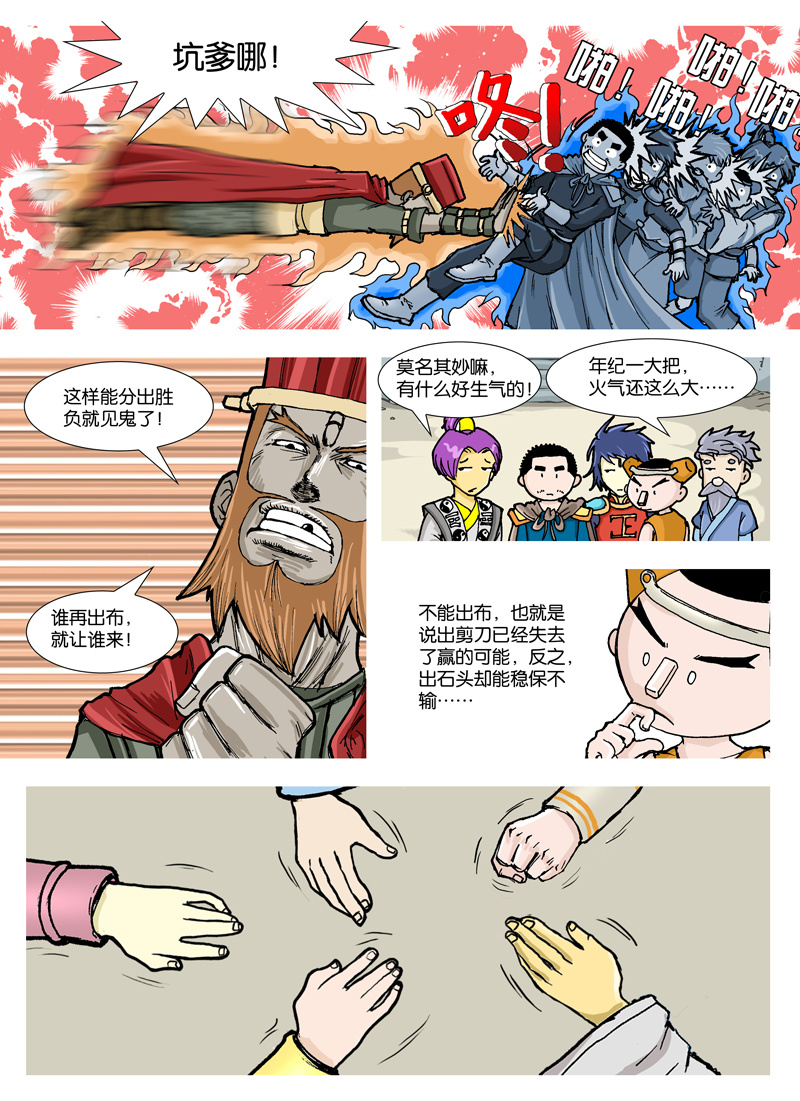 坑爹哪！
咚！
啪！
啪！
啪！
啪！
这样能分出胜
负就见鬼了！
莫名其妙嘛，
有什么好生气的！
年纪一大把，
火气还这么大……
谁再出布，
就让谁来！
不能出布，也就是
说出剪刀已经失去
了赢的可能，反之，
出石头却能稳保不
输……